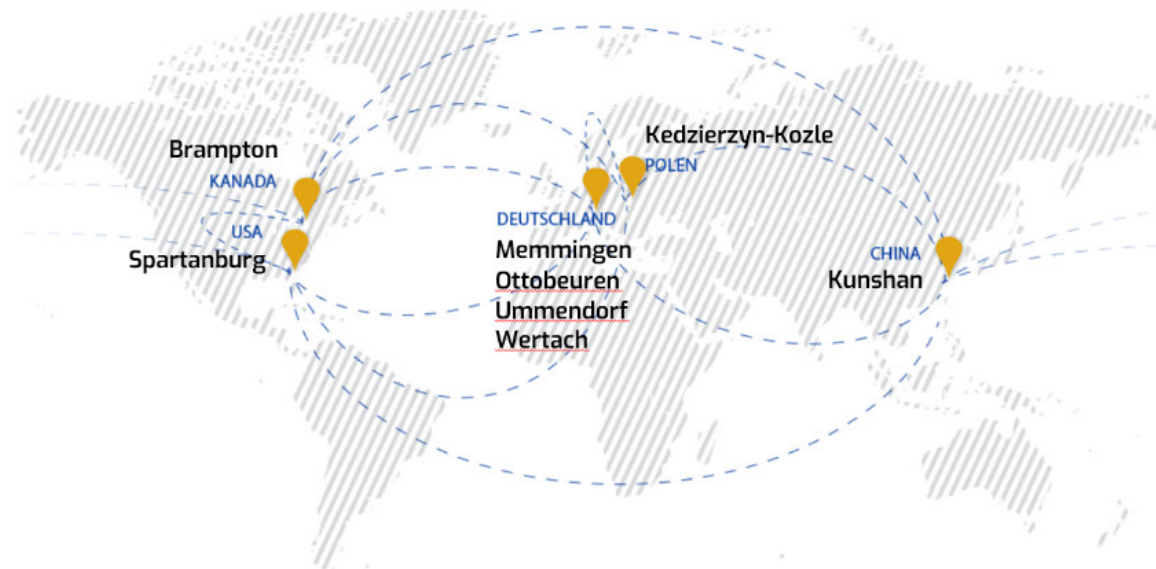 Brampton
KANADA
USA
Spartanburg
Kedzierzyn-Kozle
POLEN
DEUTSCHLAND
Memmingen
Ottobeuren
Ummendorf
Wertach
CHINA
Kunshan